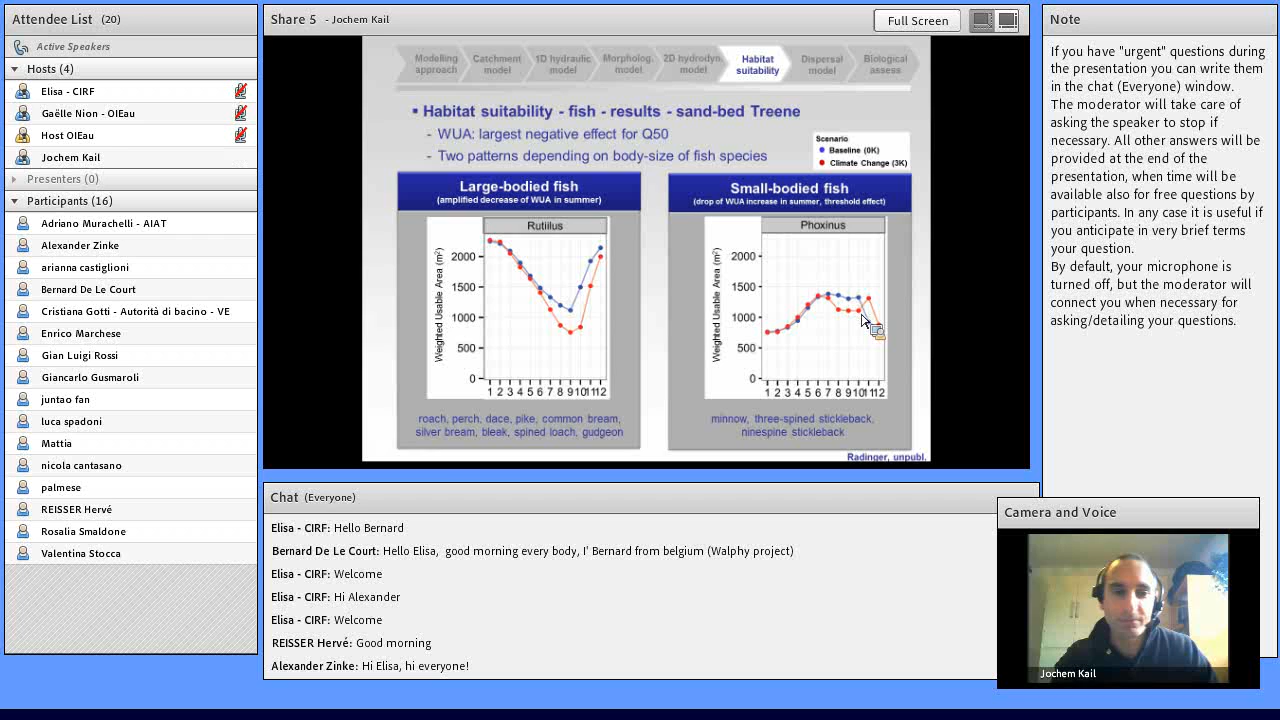 Attendee List (20)
Active Speakers
Hosts (4)
Elisa - CIRF
Gaëlle Nion - OIEau
Host OIEau
Jochem Kail
Presenters (0)
Participants (16)
Adriano Murachelli - AIAT
Alexander Zinke
arianna castiglioni
Bernard De Le Court
Cristiana Gotti - Autorità di bacino - VE
Enrico Marchese
Gian Luigi Rossi
Giancarlo Gusmaroli
juntao fan
luca spadoni
Mattia
nicola cantasano
palmese
REISSER Hervé
Rosalia Smaldone
Valentina Stocca
Share 5 - Jochem Kail
Full Screen
Modelling approach
Catchment model
1D hydraulic model
Morpholog. model
2D hydrodyn. model
Habitat suitability
Dispersal model
Biological assess
Habitat suitability - fish - results - sand-bed Treene
- WUA: largest negative effect for Q50
- Two patterns depending on body-size of fish species
Scenario
Baseline (0K)
Climate Change (3K)
Large-bodied fish
(amplified decrease of WUA in summer)
Rutilus
Weighted Usable Area (m²)
2000
1500
1000
500
0
1 2 3 4 5 6 7 8 9 10 11 12
roach, perch, dace, pike, common bream,
silver bream, bleak, spined loach, gudgeon
Small-bodied fish
(drop of WUA increase in summer, threshold effect)
Phoxinus
Weighted Usable Area (m²)
2000
1500
1000
500
0
1 2 3 4 5 6 7 8 9 10 11 12
minnow, three-spined stickleback,
ninespine stickleback
Radinger, unpubl.
Chat (Everyone)
Elisa - CIRF: Hello Bernard
Bernard De Le Court: Hello Elisa, good morning every body, I' Bernard from belgium (Walphy project)
Elisa - CIRF: Welcome
Elisa - CIRF: Hi Alexander
Elisa - CIRF: Welcome
REISSER Hervé: Good morning
Alexander Zinke: Hi Elisa, hi everyone!
Note
If you have "urgent" questions during
the presentation you can write them
in the chat (Everyone) window.
The moderator will take care of
asking the speaker to stop if
necessary. All other answers will be
provided at the end of the
presentation, when time will be
available also for free questions by
participants. In any case it is useful if
you anticipate in very brief terms
your question.
By default, your microphone is
turned off, but the moderator will
connect you when necessary for
asking/detailing your questions.
Camera and Voice
Jochem Kail